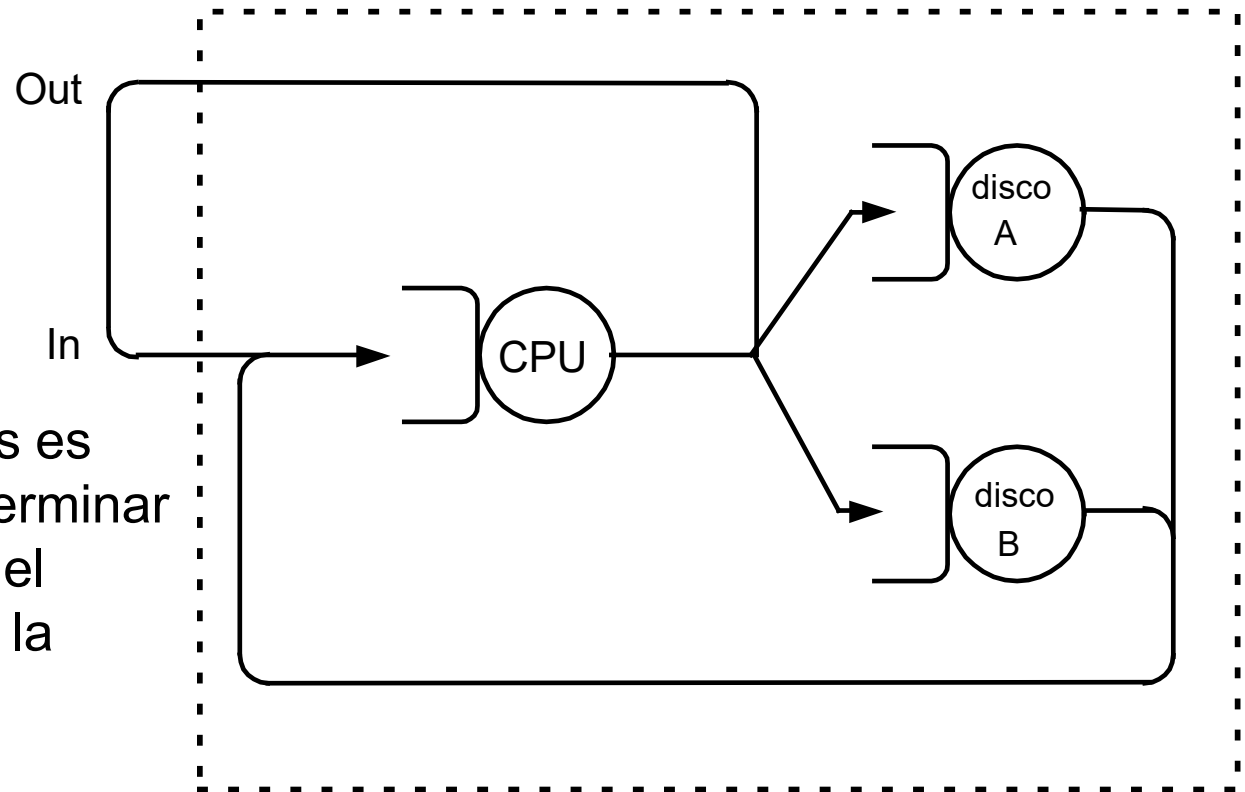 Out
In
s es
erminar
el
la
CPU
disco
A
disco
B